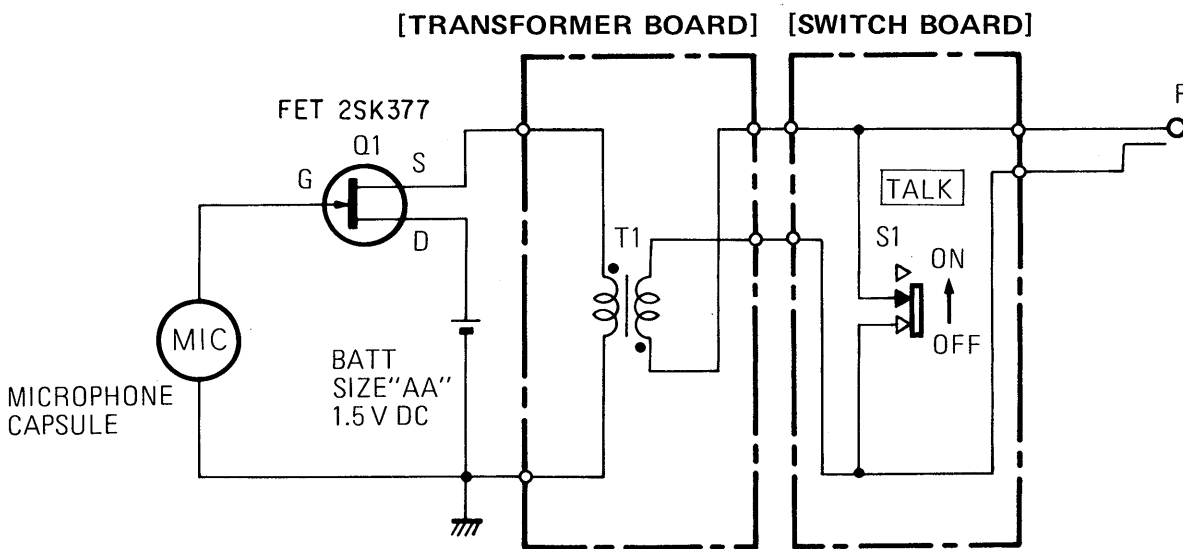 [TRANSFORMER BOARD]
[SWITCH BOARD]
FET 2SK377
Q1
S
G
D
T1
TALK
S1
ON
OFF
MIC
MICROPHONE
CAPSULE
BATT
SIZE"AA"
1.5V DC